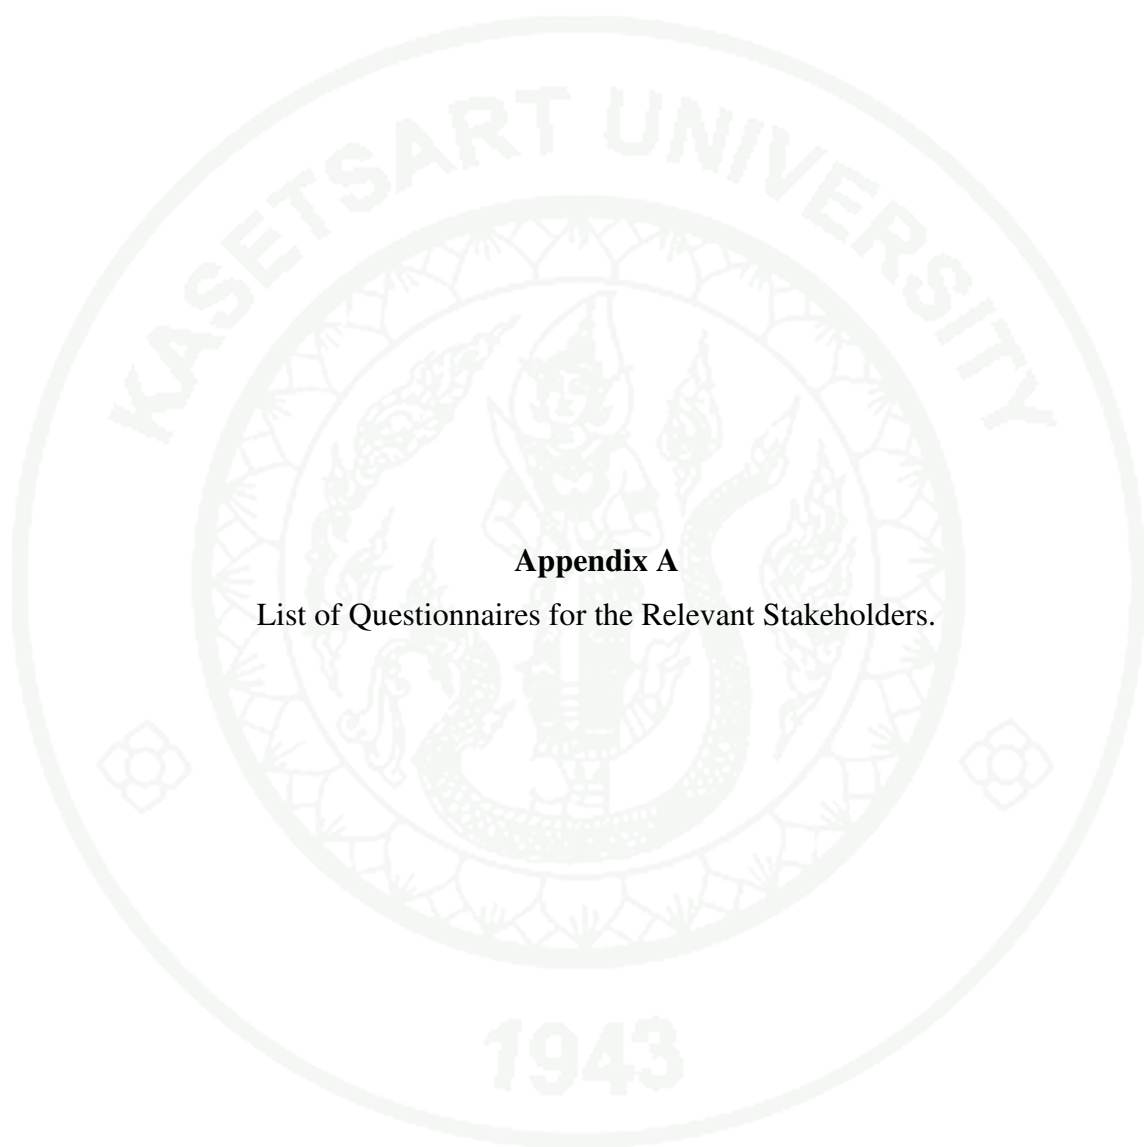 KASETSART UNIVERSITY
Appendix A
List of Questionnaires for the Relevant Stakeholders.
1943